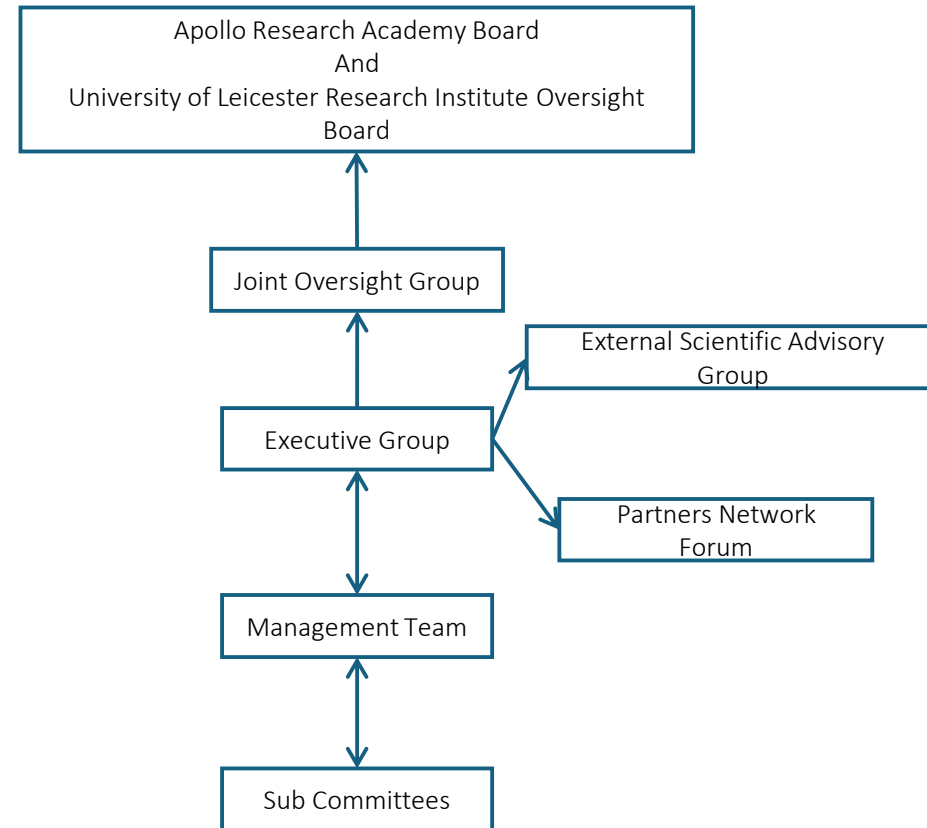 Apollo Research Academy Board
And
University of Leicester Research Institute Oversight
Board
Joint Oversight Group
External Scientific Advisory
Group
Executive Group
Partners Network
Forum
Management Team
Sub Committees